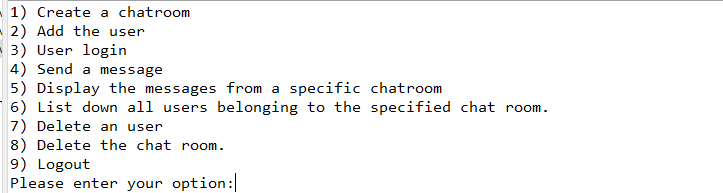 1) Create a chatroom
2) Add the user
3) User login
4) Send a message
5) Display the messages from a specific chatroom
6) List down all users belonging to the specified chat room.
7) Delete an user
8) Delete the chat room.
9) Logout
Please enter your option: